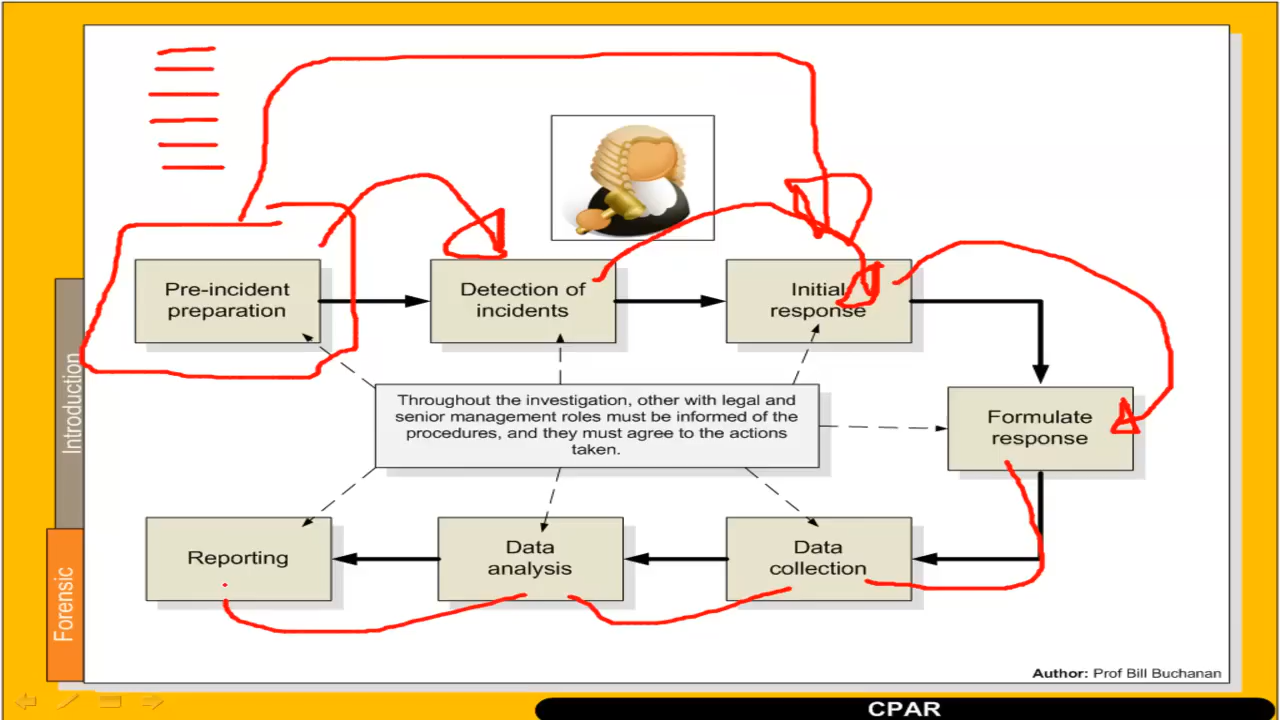 Pre-incident
preparation
Detection of
incidents
Initial
response
Throughout the investigation, other with legal and
senior management roles must be informed of the
procedures, and they must agree to the actions
taken.
Formulate
response
Reporting
Data
analysis
Data
collection
Introduction
Forensic
Author: Prof Bill Buchanan
CPAR